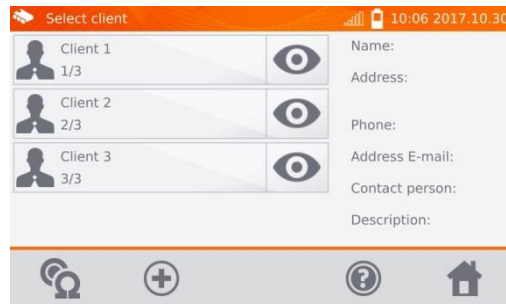 Select client
10:06 2017.10.30
Client 1
1/3
Client 2
2/3
Client 3
3/3
Name:
Address:
Phone:
Address E-mail:
Contact person:
Description: